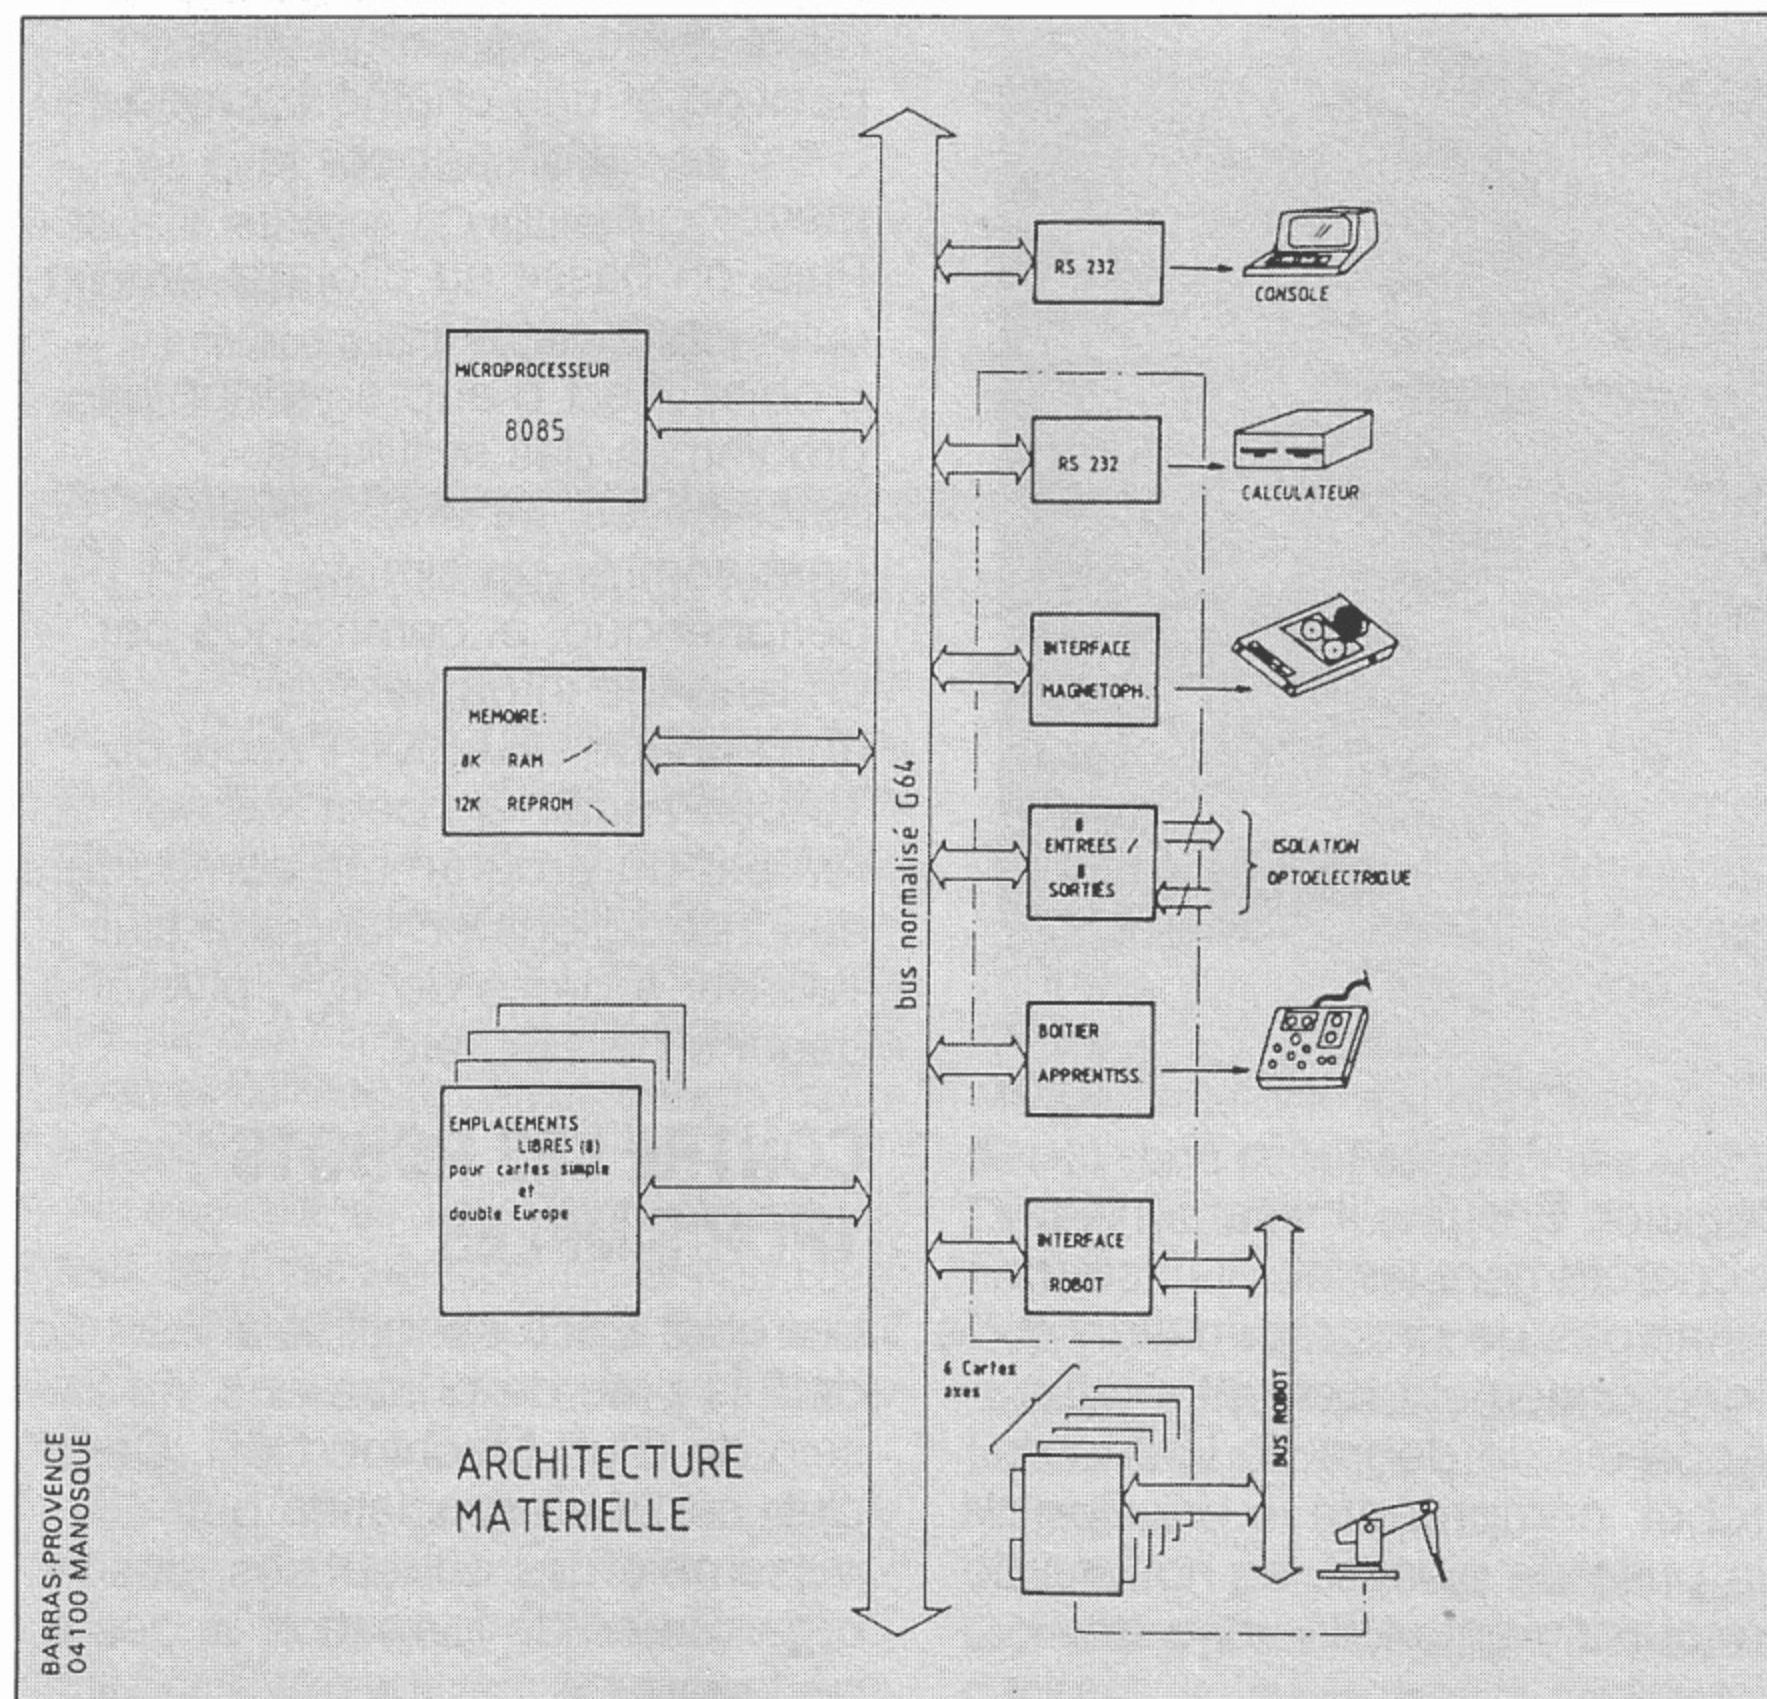 RS 232
CONSOLE
MICROPROCESSEUR
8085
RS 232
CALCULATEUR
INTERFACE
MAGNETOPH.
MEMOIRE:
8K RAM
12K REPROM
bus normalisé G64
8
ENTREES /
8
SORTIES
ISOLATION
OPTOELECTRIQUE
BOITIER
APPRENTISS.
EMPLACEMENTS
LIBRES (8)
pour cartes simple
et
double Europe
INTERFACE
ROBOT
6 Cartes
axes
BUS ROBOT
ARCHITECTURE
MATERIELLE
BARRAS-PROVENCE
04100 MANOSQUE